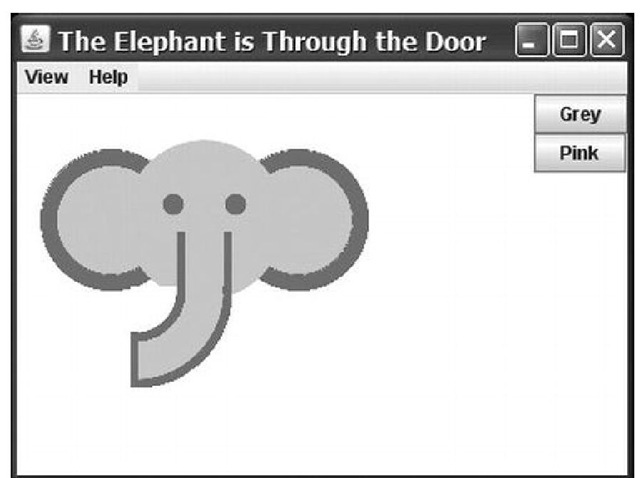 The Elephant is Through the Door
View Help
Grey
Pink